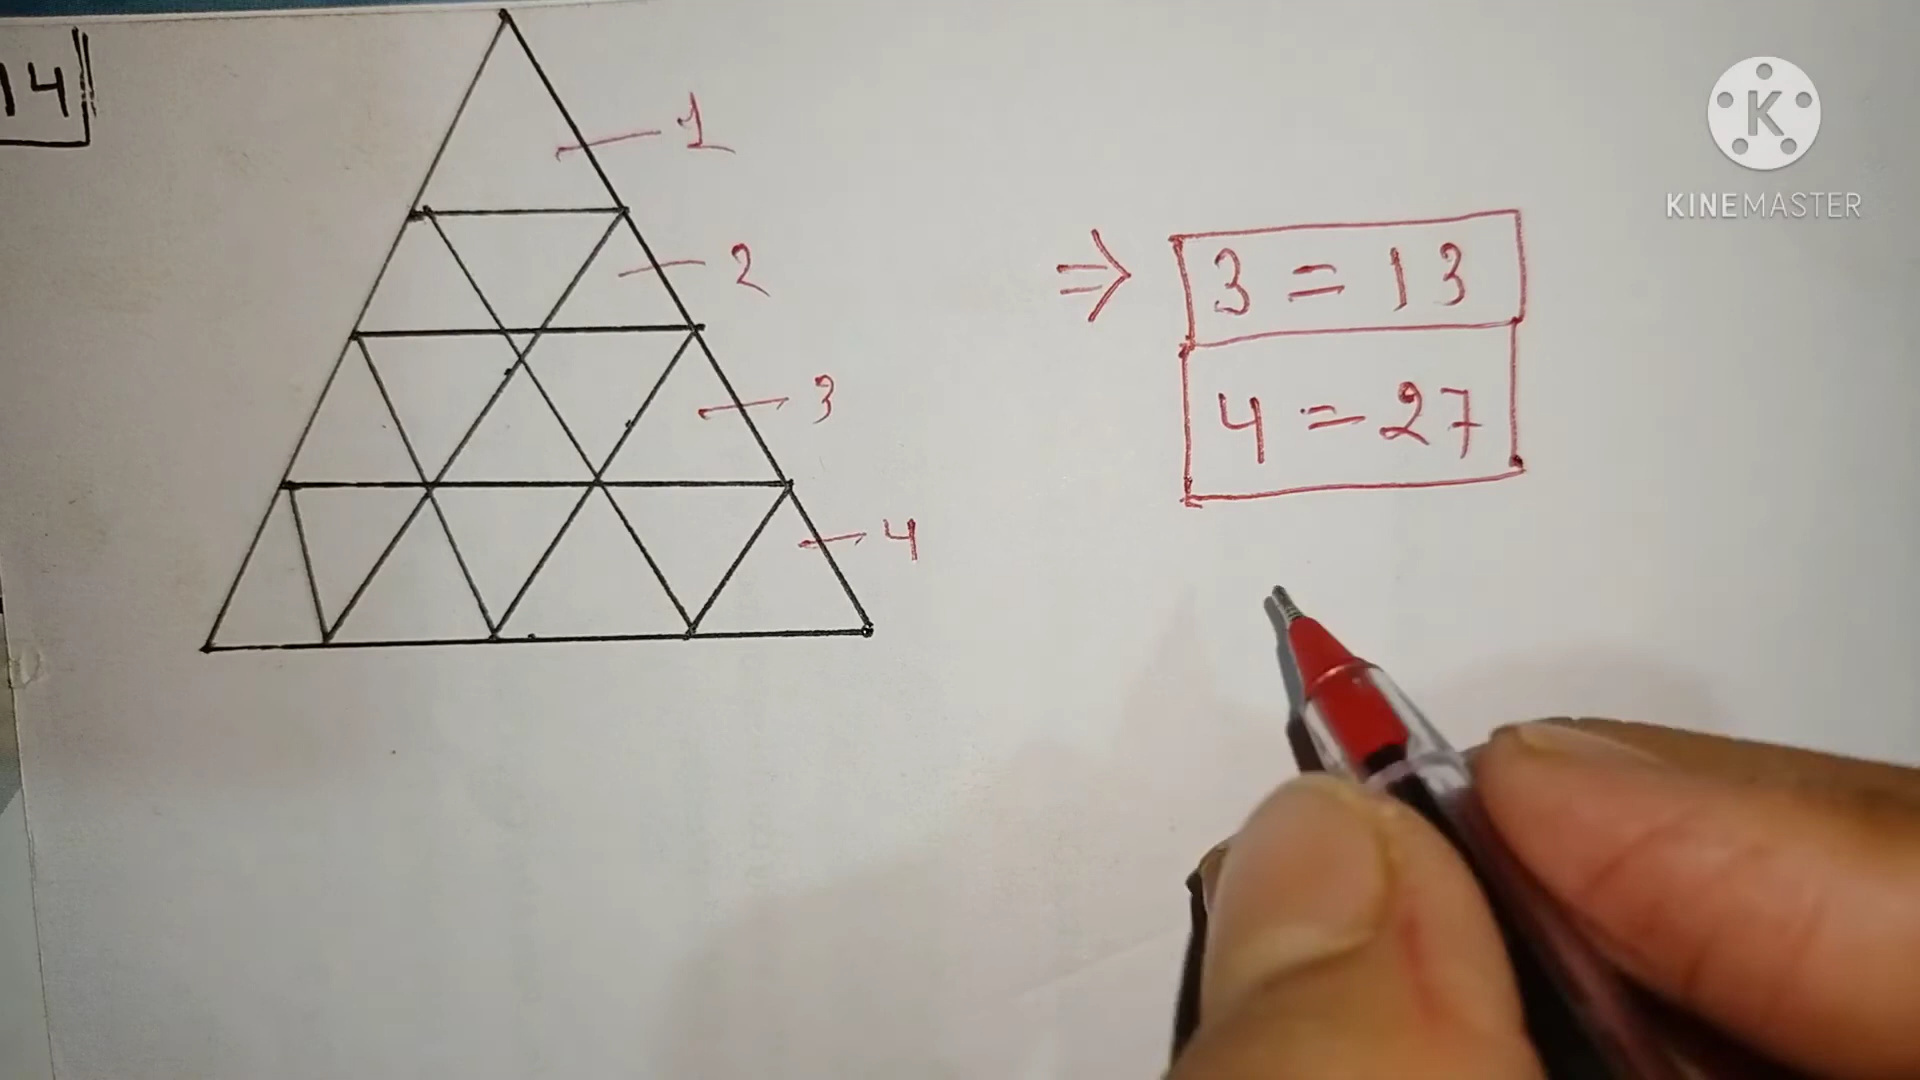 14
1
2
3
4
⇒ 3 = 13
4 = 27
K
KINEMASTER